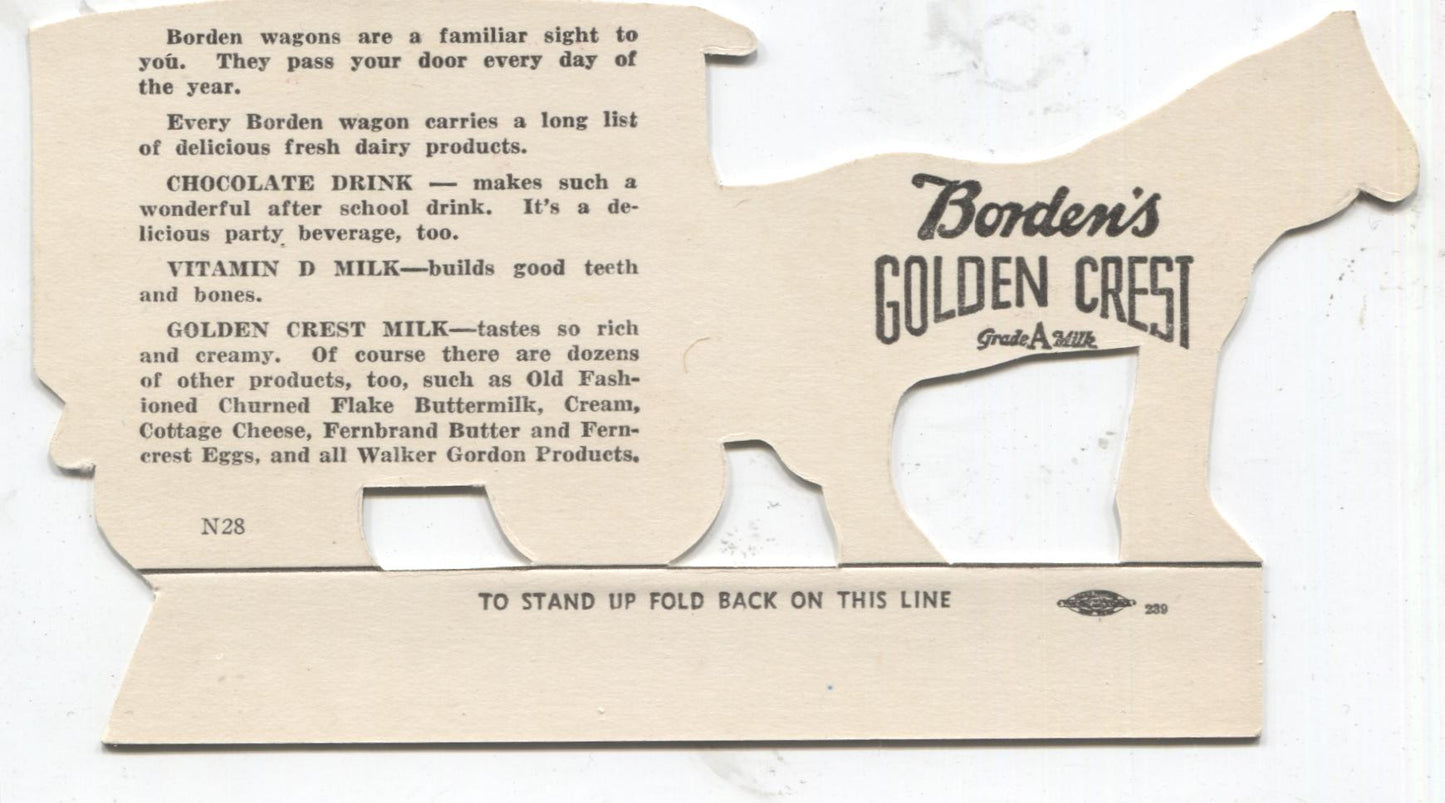 Borden wagons are a familiar sight to
you. They pass your door every day of
the year.
Every Borden wagon carries a long list
of delicious fresh dairy products.
CHOCOLATE DRINK — makes such a
wonderful after school drink. It's a de-
licious party beverage, too.
VITAMIN D MILK—builds good teeth
and bones.
GOLDEN CREST MILK—tastes so rich
and creamy. Of course there are dozens
of other products, too, such as Old Fash-
ioned Churned Flake Buttermilk, Cream,
Cottage Cheese, Fernbrand Butter and Fern-
crest Eggs, and all Walker Gordon Products.
N28
Borden's
GOLDEN CREST
Grade A Milk
TO STAND UP FOLD BACK ON THIS LINE
239